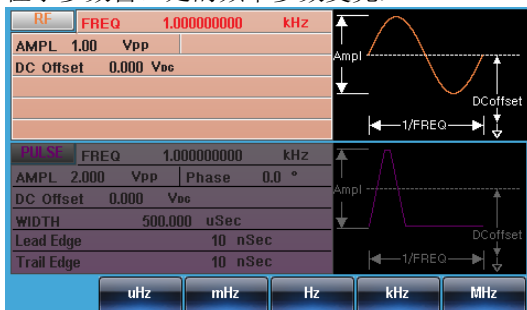 RF FREQ 1.000000000 kHz
AMPL 1.00 Vpp
DC Offset 0.000 VDC
Ampl
DCoffset
1/FREQ
PULSE FREQ 1.000000000 kHz
AMPL 2.000 Vpp Phase 0.0 °
DC Offset 0.000 VDC
WIDTH 500.000 uSec
Lead Edge 10 nSec
Trail Edge 10 nSec
Ampl
DCoffset
1/FREQ
uHz mHz Hz kHz MHz